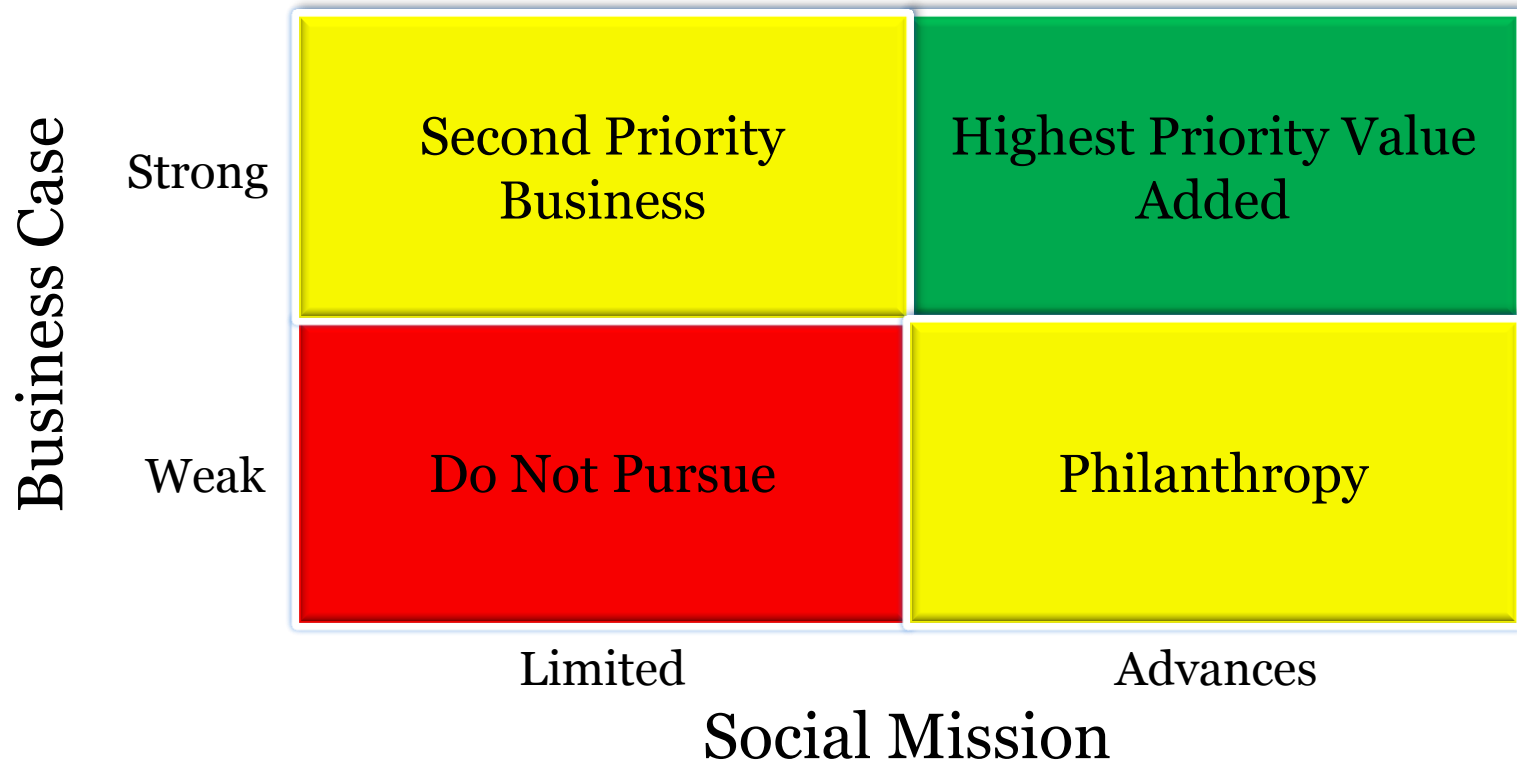 Business Case
Strong
Second Priority
Business
Highest Priority Value
Added
Weak
Do Not Pursue
Philanthropy
Limited
Advances
Social Mission